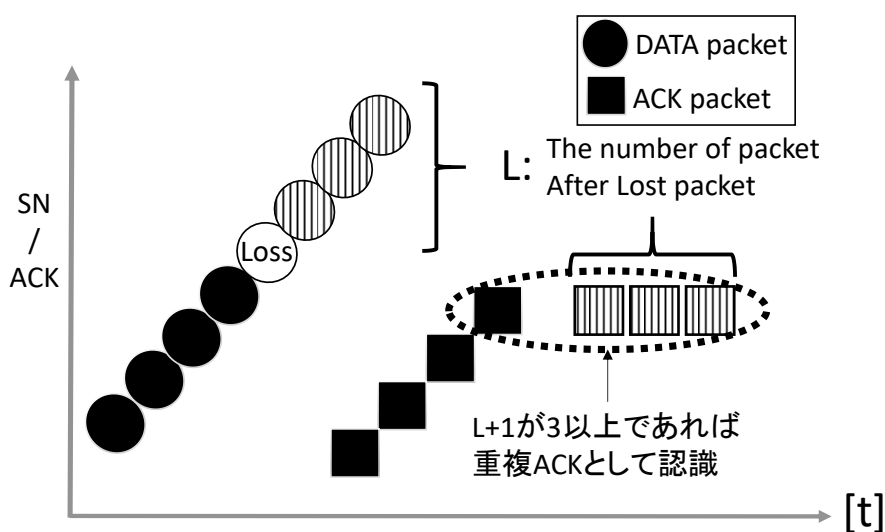 DATA packet
ACK packet
L: The number of packet
After Lost packet
SN
/
ACK
Loss
L+1が3以上であれば
重複ACKとして認識
[t]